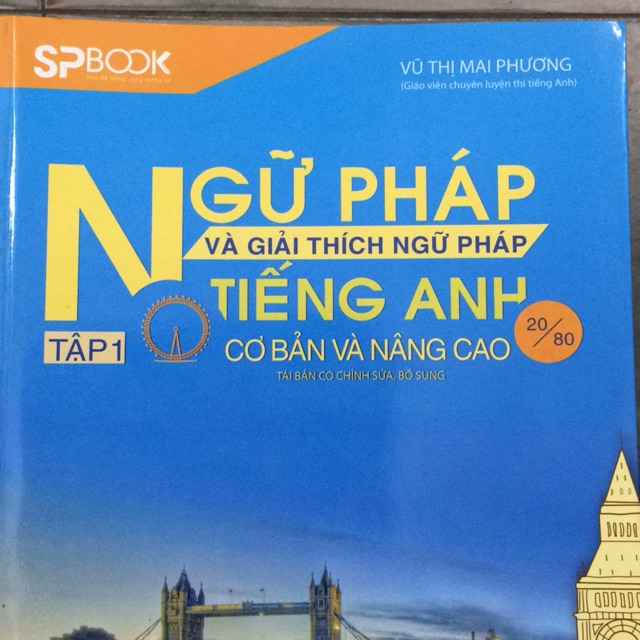 SPBOOK
VŨ THỊ MAI PHƯƠNG
(Giáo viên chuyên luyện thi tiếng Anh)
NGỮ PHÁP
VÀ GIẢI THÍCH NGỮ PHÁP
TIẾNG ANH
TẬP 1
CƠ BẢN VÀ NÂNG CAO
20/80
TÁI BẢN CÓ CHỈNH SỬA, BỔ SUNG